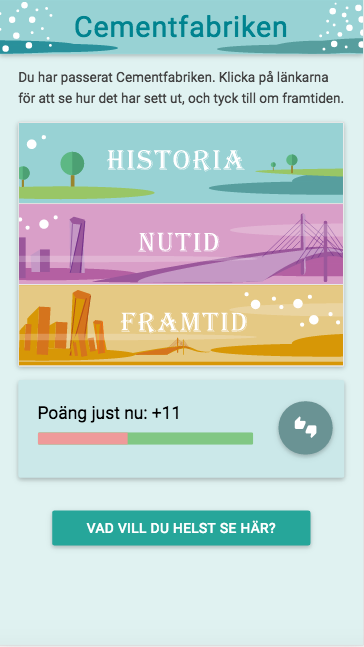 Cementfabriken
Du har passerat Cementfabriken. Klicka på länkarna
för att se hur det har sett ut, och tyck till om framtiden.
HISTORIA
NUTID
FRAMTID
Poäng just nu: +11
VAD VILL DU HELST SE HÄR?